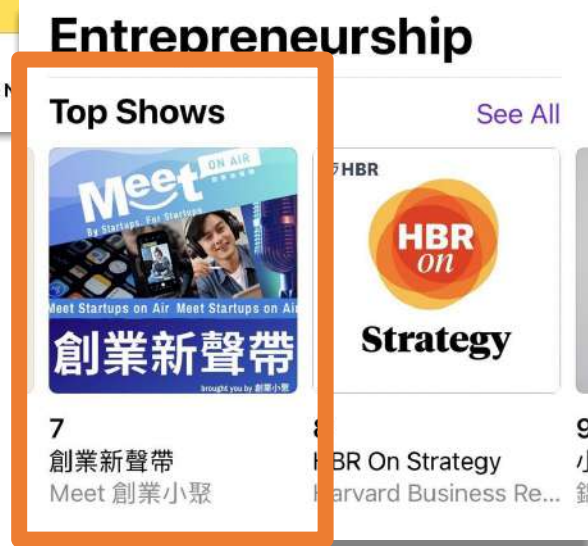 Entrepreneurship
Top Shows
See All
Meet
ON AIR
By Startups, For Startups
Meet Startups on Air Meet Startups on Air
創業新聲帶
brought you by 創業小聚
7
創業新聲帶
Meet 創業小聚
HBR
HBR
on
Strategy
HBR On Strategy
Harvard Business Re...
9